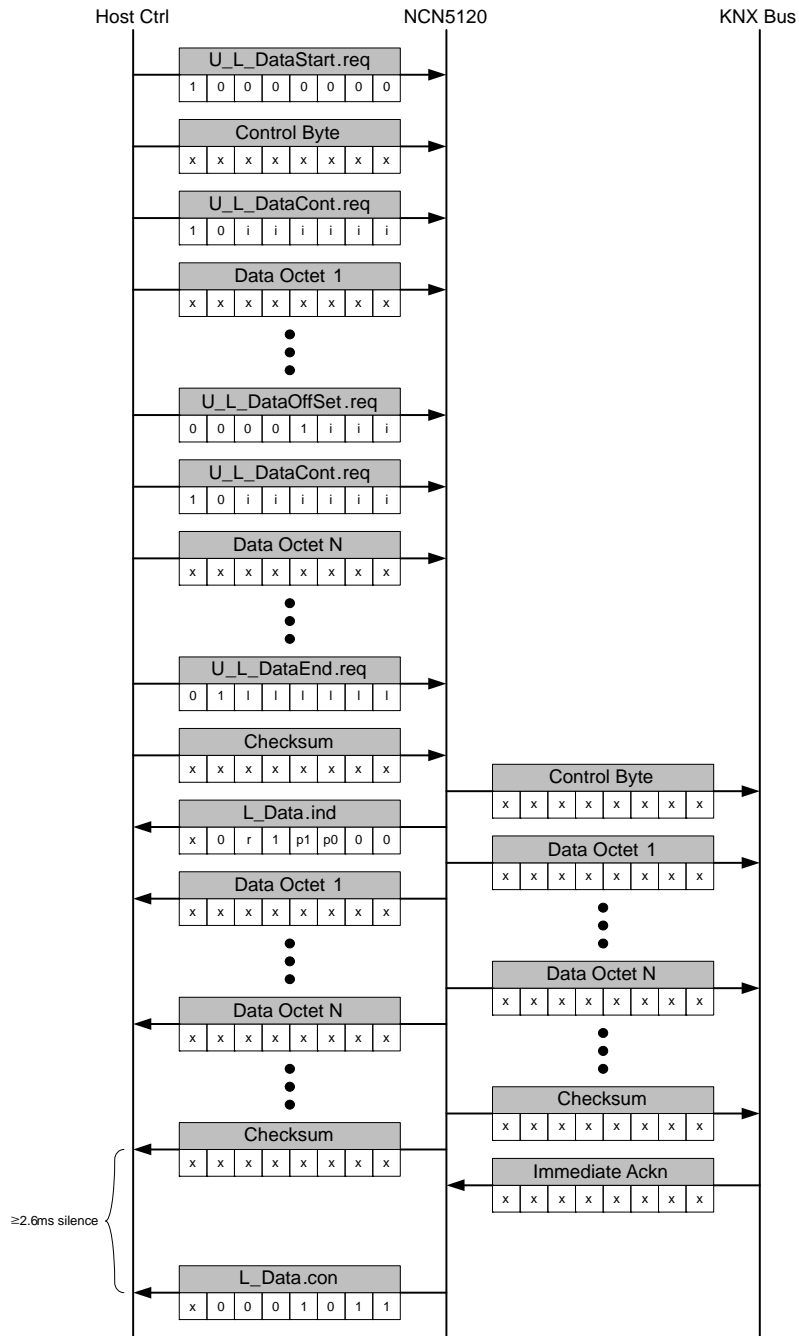 Host Ctrl NCN5120 KNX Bus
U_L_DataStart.req
1 0 0 0 0 0 0 0
Control Byte
x x x x x x x x
U_L_DataCont.req
1 0 i i i i i i
Data Octet 1
x x x x x x x x
U_L_DataOffSet.req
0 0 0 0 1 i i i
U_L_DataCont.req
1 0 i i i i i i
Data Octet N
x x x x x x x x
U_L_DataEnd.req
0 1 l l l l l l
Checksum
x x x x x x x x
Control Byte
x x x x x x x x
L_Data.ind
x 0 r 1 p1 p0 0 0
Data Octet 1
x x x x x x x x
Data Octet 1
x x x x x x x x
Data Octet N
x x x x x x x x
Data Octet N
x x x x x x x x
Checksum
x x x x x x x x
Checksum
x x x x x x x x
Immediate Ackn
x x x x x x x x
≥2.6ms silence
L_Data.con
x 0 0 0 1 0 1 1